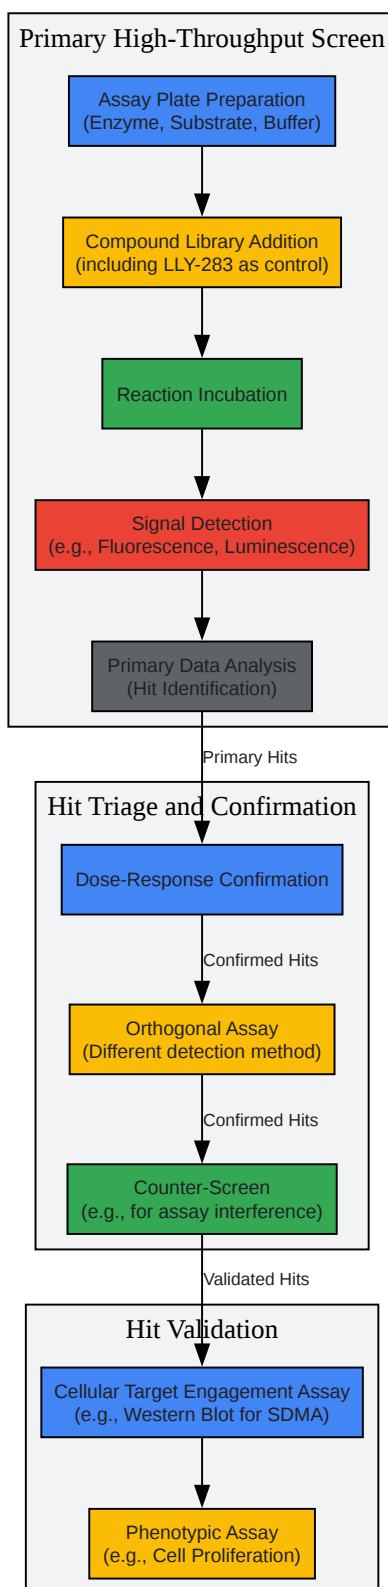 Primary High-Throughput Screen
Assay Plate Preparation
(Enzyme, Substrate, Buffer)
Compound Library Addition
(including LLY-283 as control)
Reaction Incubation
Signal Detection
(e.g., Fluorescence, Luminescence)
Primary Data Analysis
(Hit Identification)
Primary Hits
Hit Triage and Confirmation
Dose-Response Confirmation
Confirmed Hits
Orthogonal Assay
(Different detection method)
Confirmed Hits
Counter-Screen
(e.g., for assay interference)
Validated Hits
Hit Validation
Cellular Target Engagement Assay
(e.g., Western Blot for SDMA)
Phenotypic Assay
(e.g., Cell Proliferation)